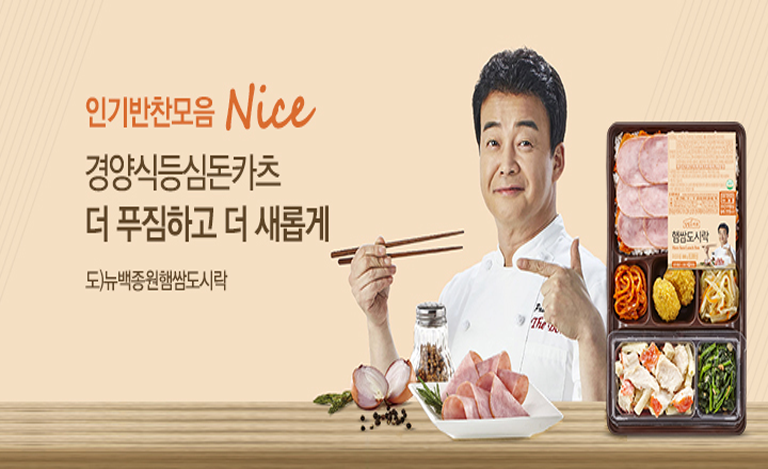 인기반찬모음 Nice
경양식등심돈카츠
더 푸짐하고 더 새롭게
도)뉴백종원햄쌈도시락
햄쌈도시락
The Bo